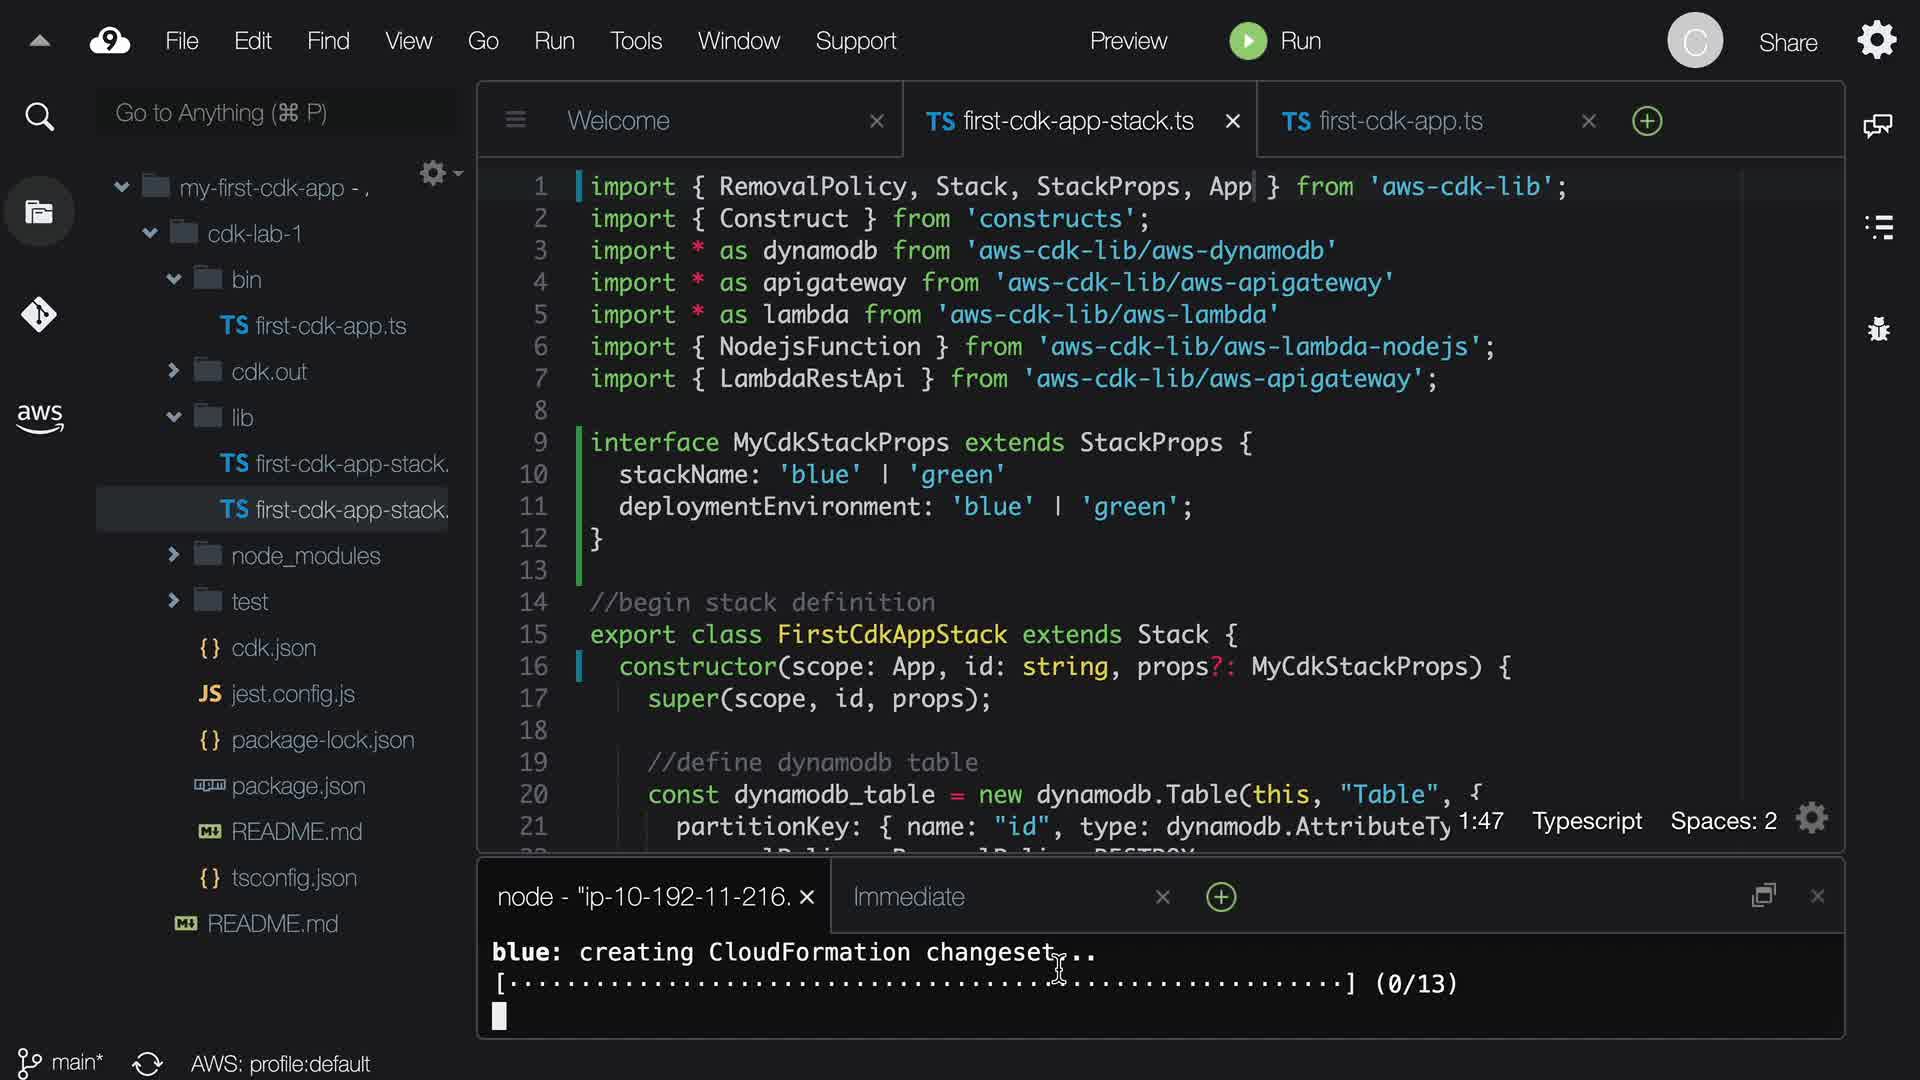 File Edit Find View Go Run Tools Window Support Preview Run C Share
Go to Anything (⌘ P)
my-first-cdk-app - 
cdk-lab-1
bin
TS first-cdk-app.ts
cdk.out
lib
TS first-cdk-app-stack.
TS first-cdk-app-stack.
node_modules
test
{} cdk.json
JS jest.config.js
{} package-lock.json
package.json
README.md
{} tsconfig.json
README.md
aws
Welcome
TS first-cdk-app-stack.ts
TS first-cdk-app.ts
1 import { RemovalPolicy, Stack, StackProps, App } from 'aws-cdk-lib';
2 import { Construct } from 'constructs';
3 import * as dynamodb from 'aws-cdk-lib/aws-dynamodb'
4 import * as apigateway from 'aws-cdk-lib/aws-apigateway'
5 import * as lambda from 'aws-cdk-lib/aws-lambda'
6 import { NodejsFunction } from 'aws-cdk-lib/aws-lambda-nodejs';
7 import { LambdaRestApi } from 'aws-cdk-lib/aws-apigateway';
8
9 interface MyCdkStackProps extends StackProps {
10 stackName: 'blue' | 'green'
11 deploymentEnvironment: 'blue' | 'green';
12 }
13
14 //begin stack definition
15 export class FirstCdkAppStack extends Stack {
16 constructor(scope: App, id: string, props?: MyCdkStackProps) {
17 super(scope, id, props);
18
19 //define dynamodb table
20 const dynamodb_table = new dynamodb.Table(this, "Table", {
21 partitionKey: { name: "id", type: dynamodb.AttributeTy
1:47 Typescript Spaces: 2
node - "ip-10-192-11-216.
Immediate
blue: creating CloudFormation changeset...
[··························································] (0/13)
main* AWS: profile:default